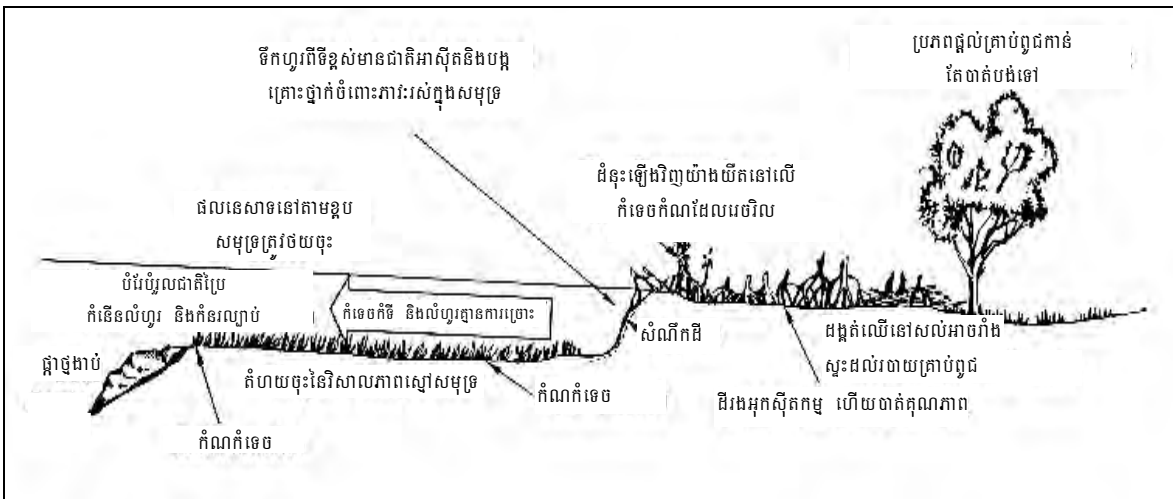 ទឹកហូរពីទីខ្ពស់មានជាតិអាស៊ីតនិងបង្ក
គ្រោះថ្នាក់ចំពោះភាវៈរស់ក្នុងសមុទ្រ
ប្រភពផ្តល់គ្រាប់ពូជកាន់
តែបាត់បង់ទៅ
ដំនុះឡើងវិញយ៉ាងយឺតនៅលើ
កំទេចកំណដែលរេចរិល
ផលនេសាទនៅតាមខ្តប
សមុទ្រត្រូវថយចុះ
បំរែបំរួលជាតិប្រៃ
កំនើនលំហូរ និងកំនរល្បាប់
កំទេចកំទី និងលំហូរគ្មានការច្រោះ
សំណឹកដី
ផ្កាថ្មងាប់
តំហយចុះនៃវិសាលភាពស្មៅសមុទ្រ
កំណកំទេច
កំណកំទេច
ដង្គត់ឈើនៅសល់អាចរាំង
ស្ទះដល់របាយគ្រាប់ពូជ
ដីរងអុកស៊ីតកម្ម ហើយបាត់គុណភាព